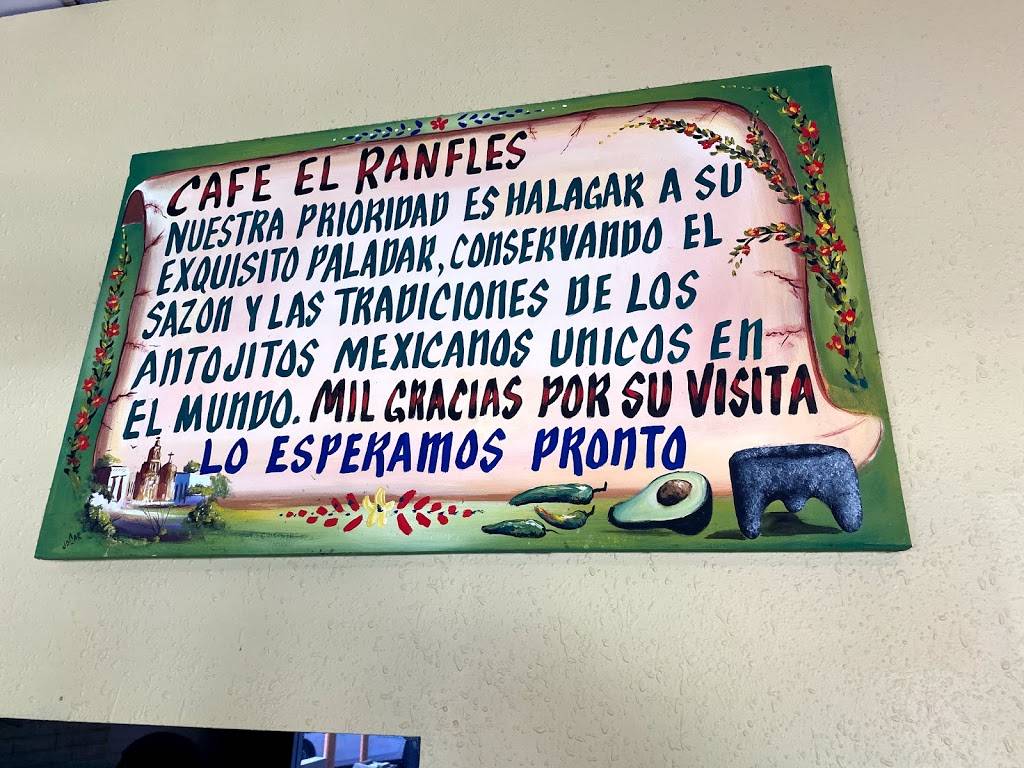 CAFE EL RANFLES
NUESTRA PRIORIDAD ES HALAGAR A SU
EXQUISITO PALADAR, CONSERVANDO EL
SAZON Y LAS TRADICIONES DE LOS
ANTOJITOS MEXICANOS UNICOS EN
EL MUNDO. MIL GRACIAS POR SU VISITA
LO ESPERAMOS PRONTO